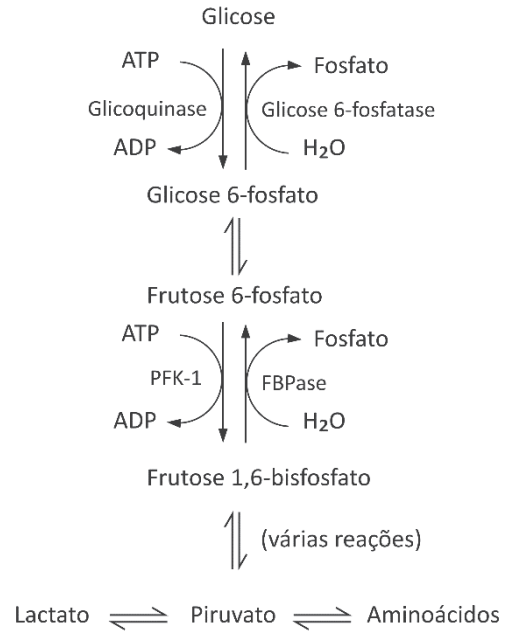 Glicose
ATP
Fosfato
Glicoquinase
Glicose 6-fosfatase
ADP
H₂O
Glicose 6-fosfato
Frutose 6-fosfato
ATP
Fosfato
PFK-1
FBPase
ADP
H₂O
Frutose 1,6-bisfosfato
(várias reações)
Lactato
Piruvato
Aminoácidos